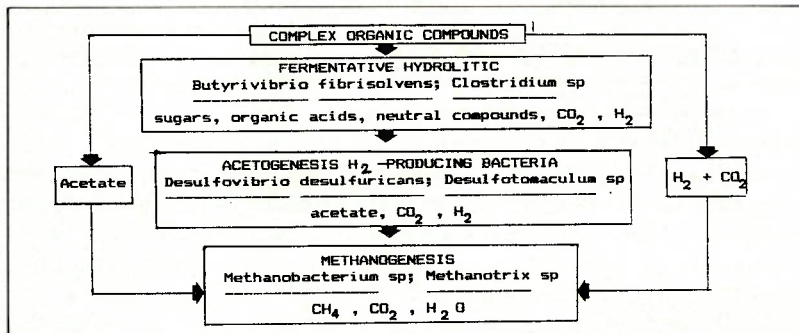 COMPLEX ORGANIC COMPOUNDS
FERMENTATIVE HYDROLITIC
Butyrivibrio fibrisolvens; Clostridium sp
sugars, organic acids, neutral compounds, CO₂ , H₂
ACETOGENESIS H₂-PRODUCING BACTERIA
Desulfovibrio desulfuricans; Desulfotomaculum sp
acetate, CO₂ , H₂
Acetate
H₂ + CO₂
METHANOGENESIS
Methanobacterium sp; Methanotrix sp
CH₄ , CO₂ , H₂O